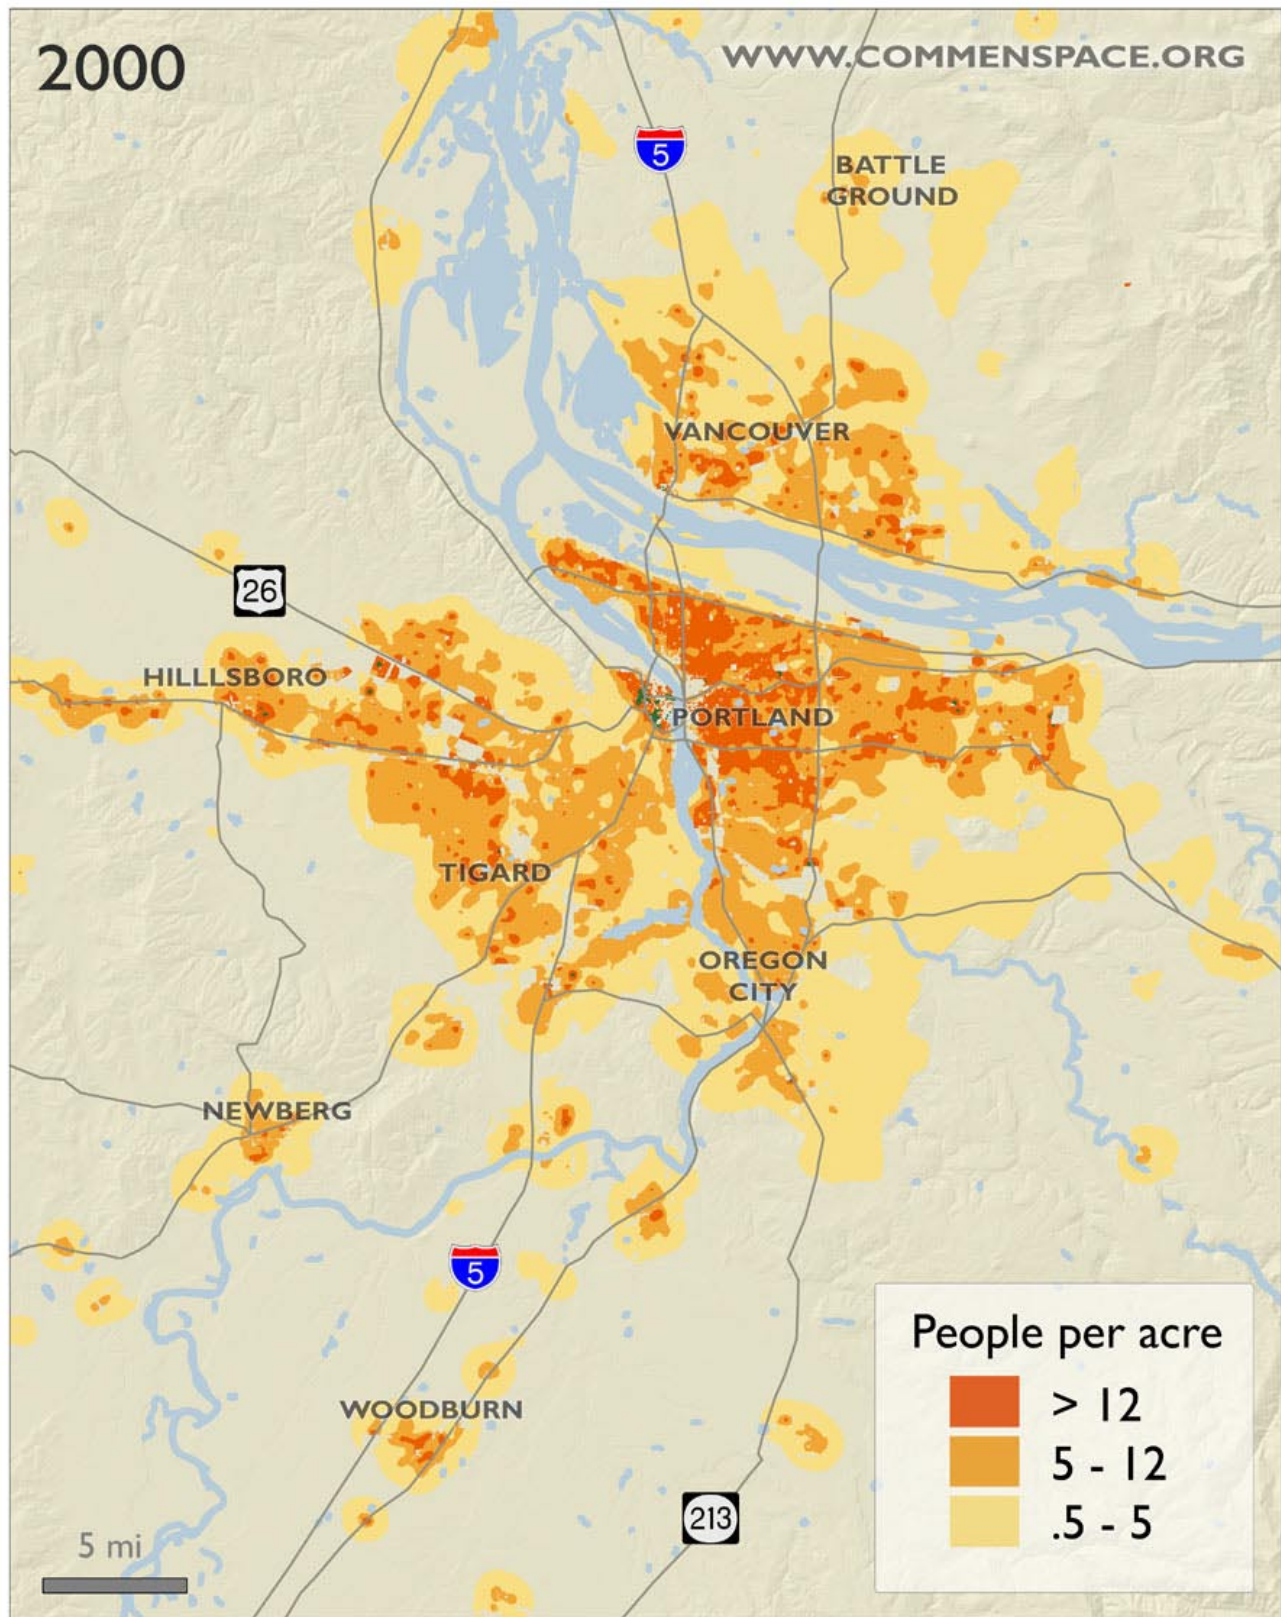 2000
WWW.COMMENSPACE.ORG
5
BATTLE
GROUND
VANCOUVER
26
HILLLSBORO
PORTLAND
TIGARD
OREGON
CITY
NEWBERG
5
WOODBURN
213
5 mi
People per acre
> 12
5 - 12
.5 - 5